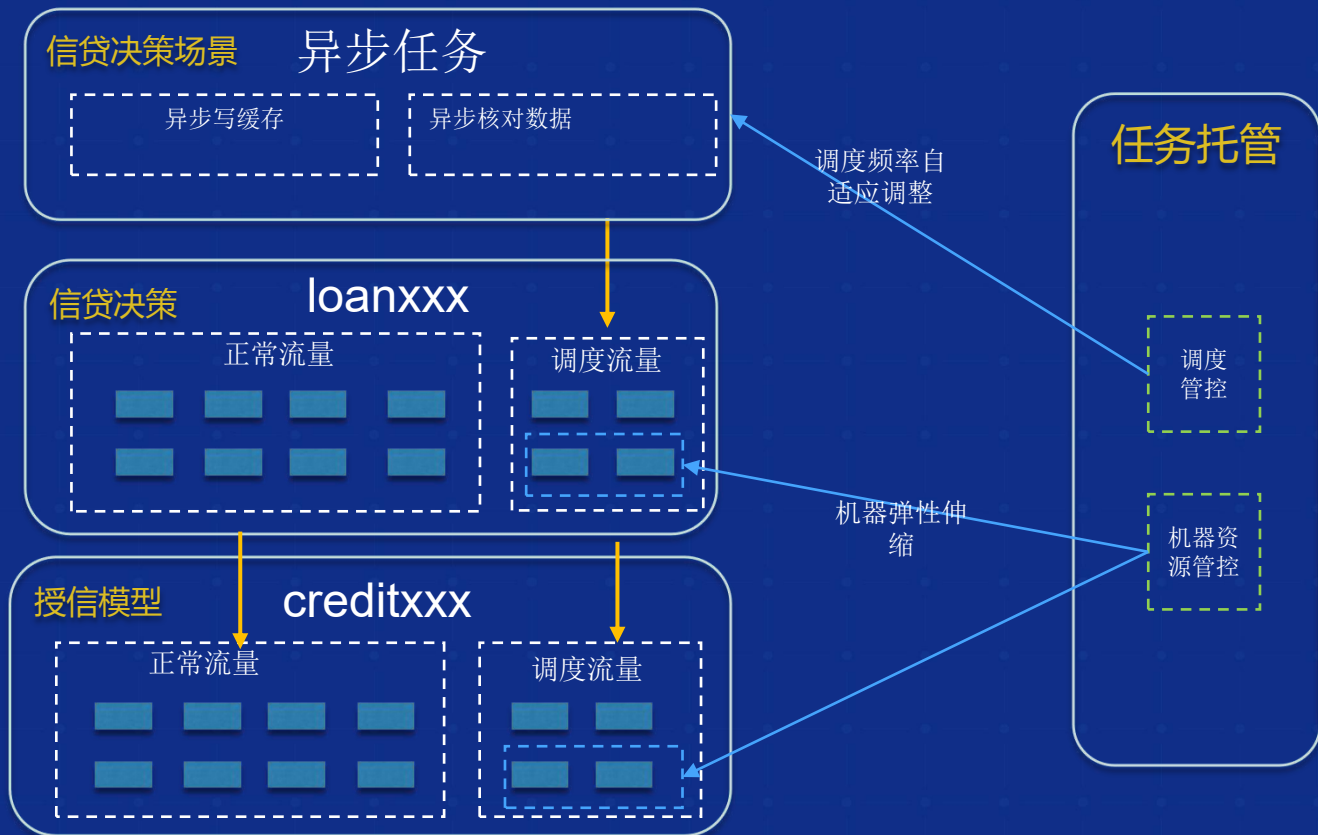 信贷决策场景
异步任务
异步写缓存
异步核对数据
信贷决策
loanxxx
正常流量
调度流量
授信模型
creditxxx
正常流量
调度流量
调度频率自
适应调整
机器弹性伸
缩
任务托管
调度
管控
机器资
源管控